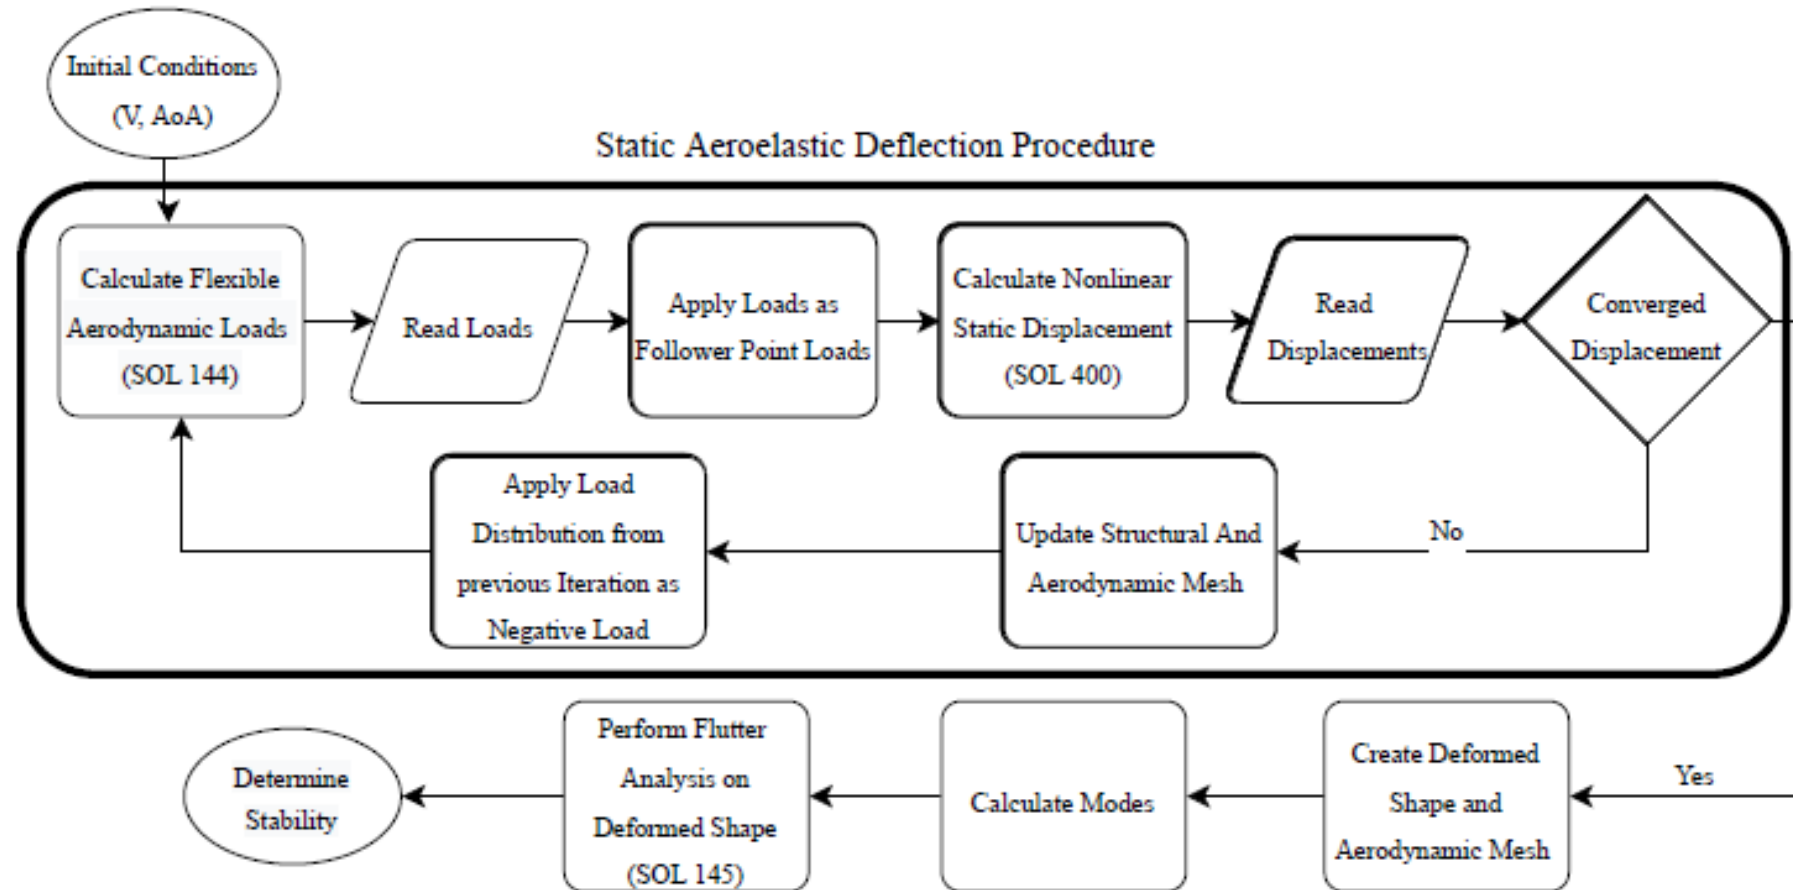 Initial Conditions
(V, AoA)
Static Aeroelastic Deflection Procedure
Calculate Flexible
Aerodynamic Loads
(SOL 144)
Read Loads
Apply Loads as
Follower Point Loads
Calculate Nonlinear
Static Displacement
(SOL 400)
Read
Displacements
Converged
Displacement
No
Update Structural And
Aerodynamic Mesh
Apply Load
Distribution from
previous Iteration as
Negative Load
Yes
Create Deformed
Shape and
Aerodynamic Mesh
Calculate Modes
Perform Flutter
Analysis on
Deformed Shape
(SOL 145)
Determine
Stability